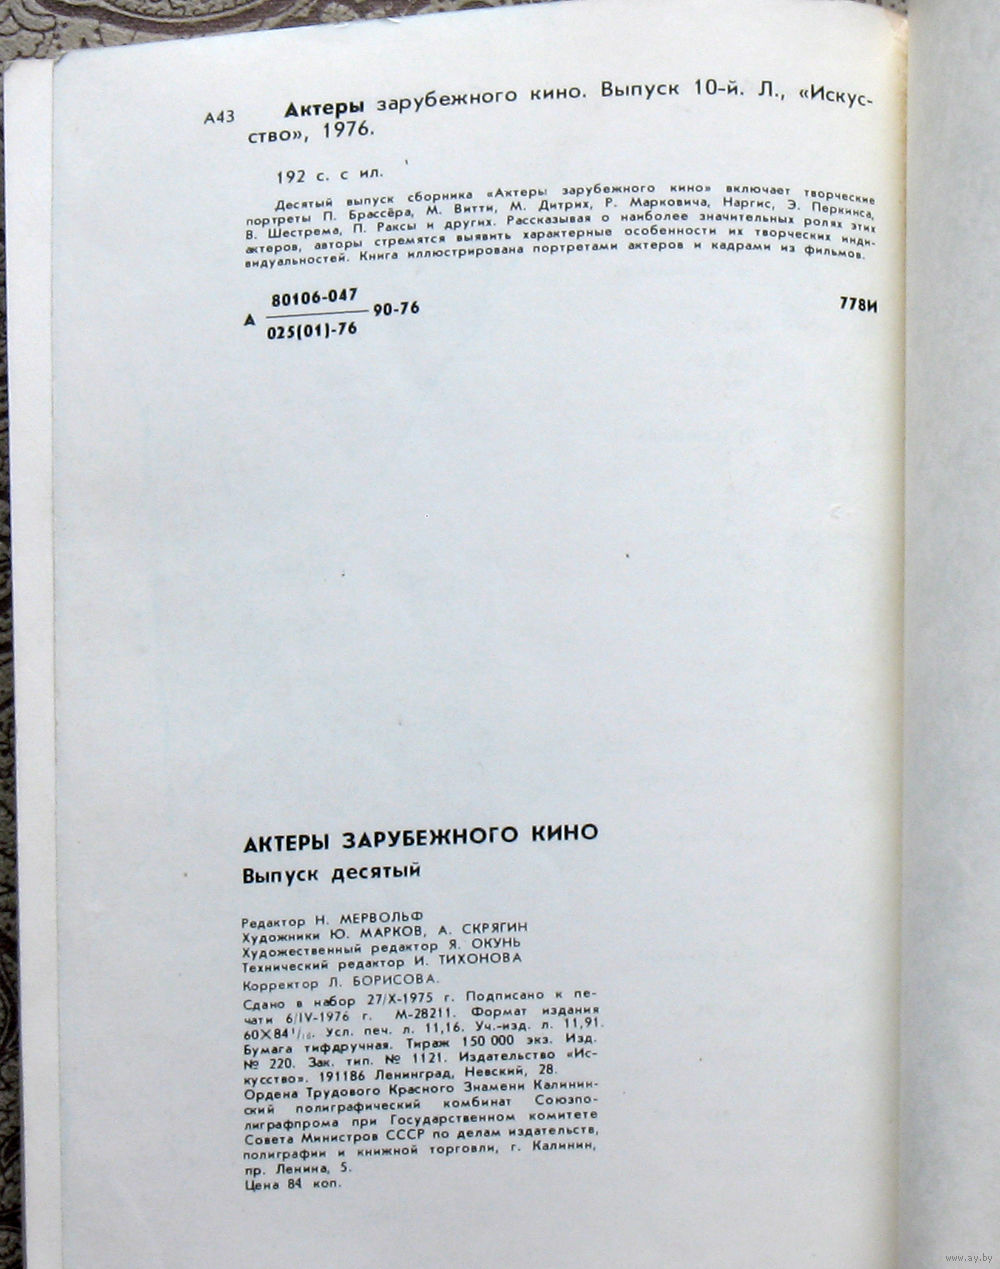 А43 Актеры зарубежного кино. Выпуск 10-й. Л., «Искус-
ство», 1976.
192 с. с ил.
Десятый выпуск сборника «Актеры зарубежного кино» включает творческие
портреты П. Брассёра, М. Витти, М. Дитрих, Р. Марковича, Наргис, Э. Перкинса,
В. Шестрема, П. Раксы и других. Рассказывая о наиболее значительных ролях этих
актеров, авторы стремятся выявить характерные особенности их творческих инди-
видуальностей. Книга иллюстрирована портретами актеров и кадрами из фильмов.
80106-047
А 90-76 778И
025(01)-76
АКТЕРЫ ЗАРУБЕЖНОГО КИНО
Выпуск десятый
Редактор Н. МЕРВОЛЬФ
Художники Ю. МАРКОВ, А. СКРЯГИН
Художественный редактор Я. ОКУНЬ
Технический редактор И. ТИХОНОВА
Корректор Л. БОРИСОВА.
Сдано в набор 27/X-1975 г. Подписано к пе-
чати 6/IV-1976 г. М-28211. Формат издания
60X84 1/16. Усл. печ. л. 11,16. Уч.-изд. л. 11,91.
Бумага тифдручная. Тираж 150 000 экз. Изд.
№ 220. Зак. тип. № 1121. Издательство «Ис-
кусство». 191186 Ленинград, Невский, 28.
Ордена Трудового Красного Знамени Калинин-
ский полиграфический комбинат Союзпо-
лиграфпрома при Государственном комитете
Совета Министров СССР по делам издательств,
полиграфии и книжной торговли, г. Калинин,
пр. Ленина, 5.
Цена 84 коп.
www.ay.by